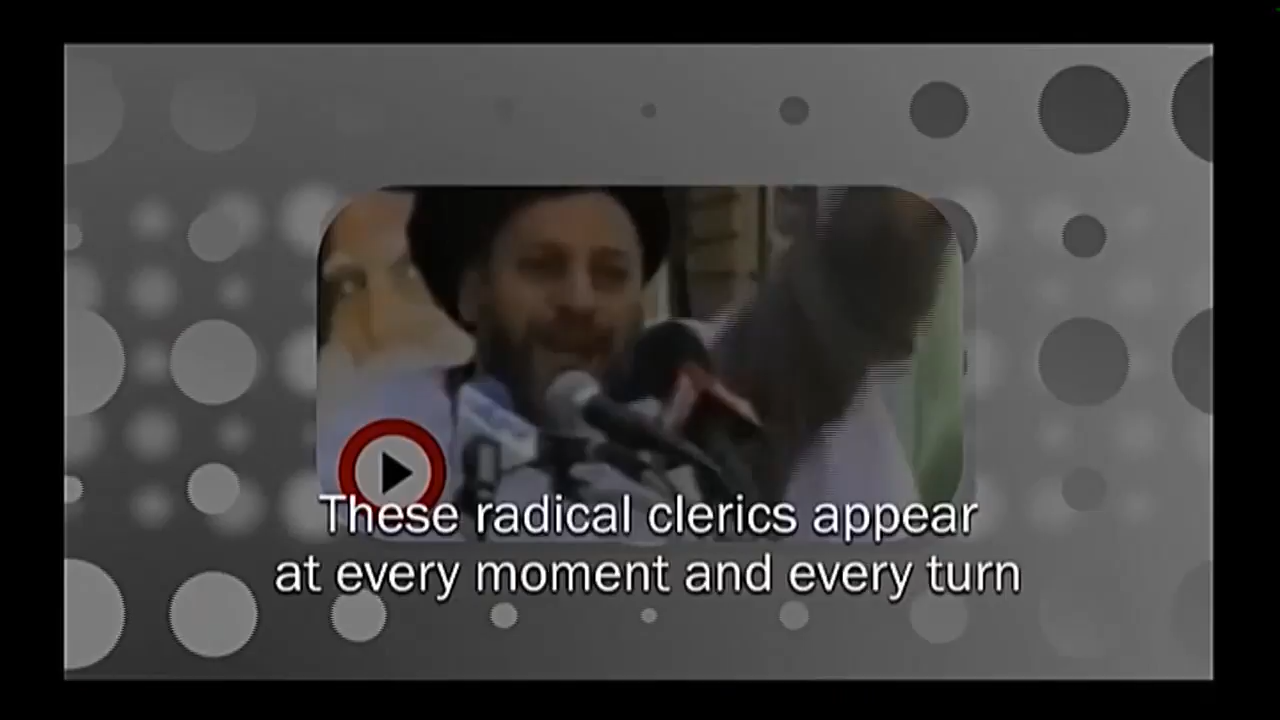 These radical clerics appear
at every moment and every turn